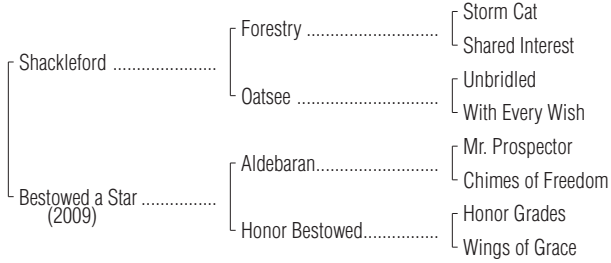 Storm Cat
Forestry ......................................
Shared Interest
Shackleford ......................
Unbridled
Oatsee ........................................
With Every Wish
Mr. Prospector
Aldebaran...................................
Chimes of Freedom
Bestowed a Star ................
(2009)
Honor Grades
Honor Bestowed.....................
Wings of Grace